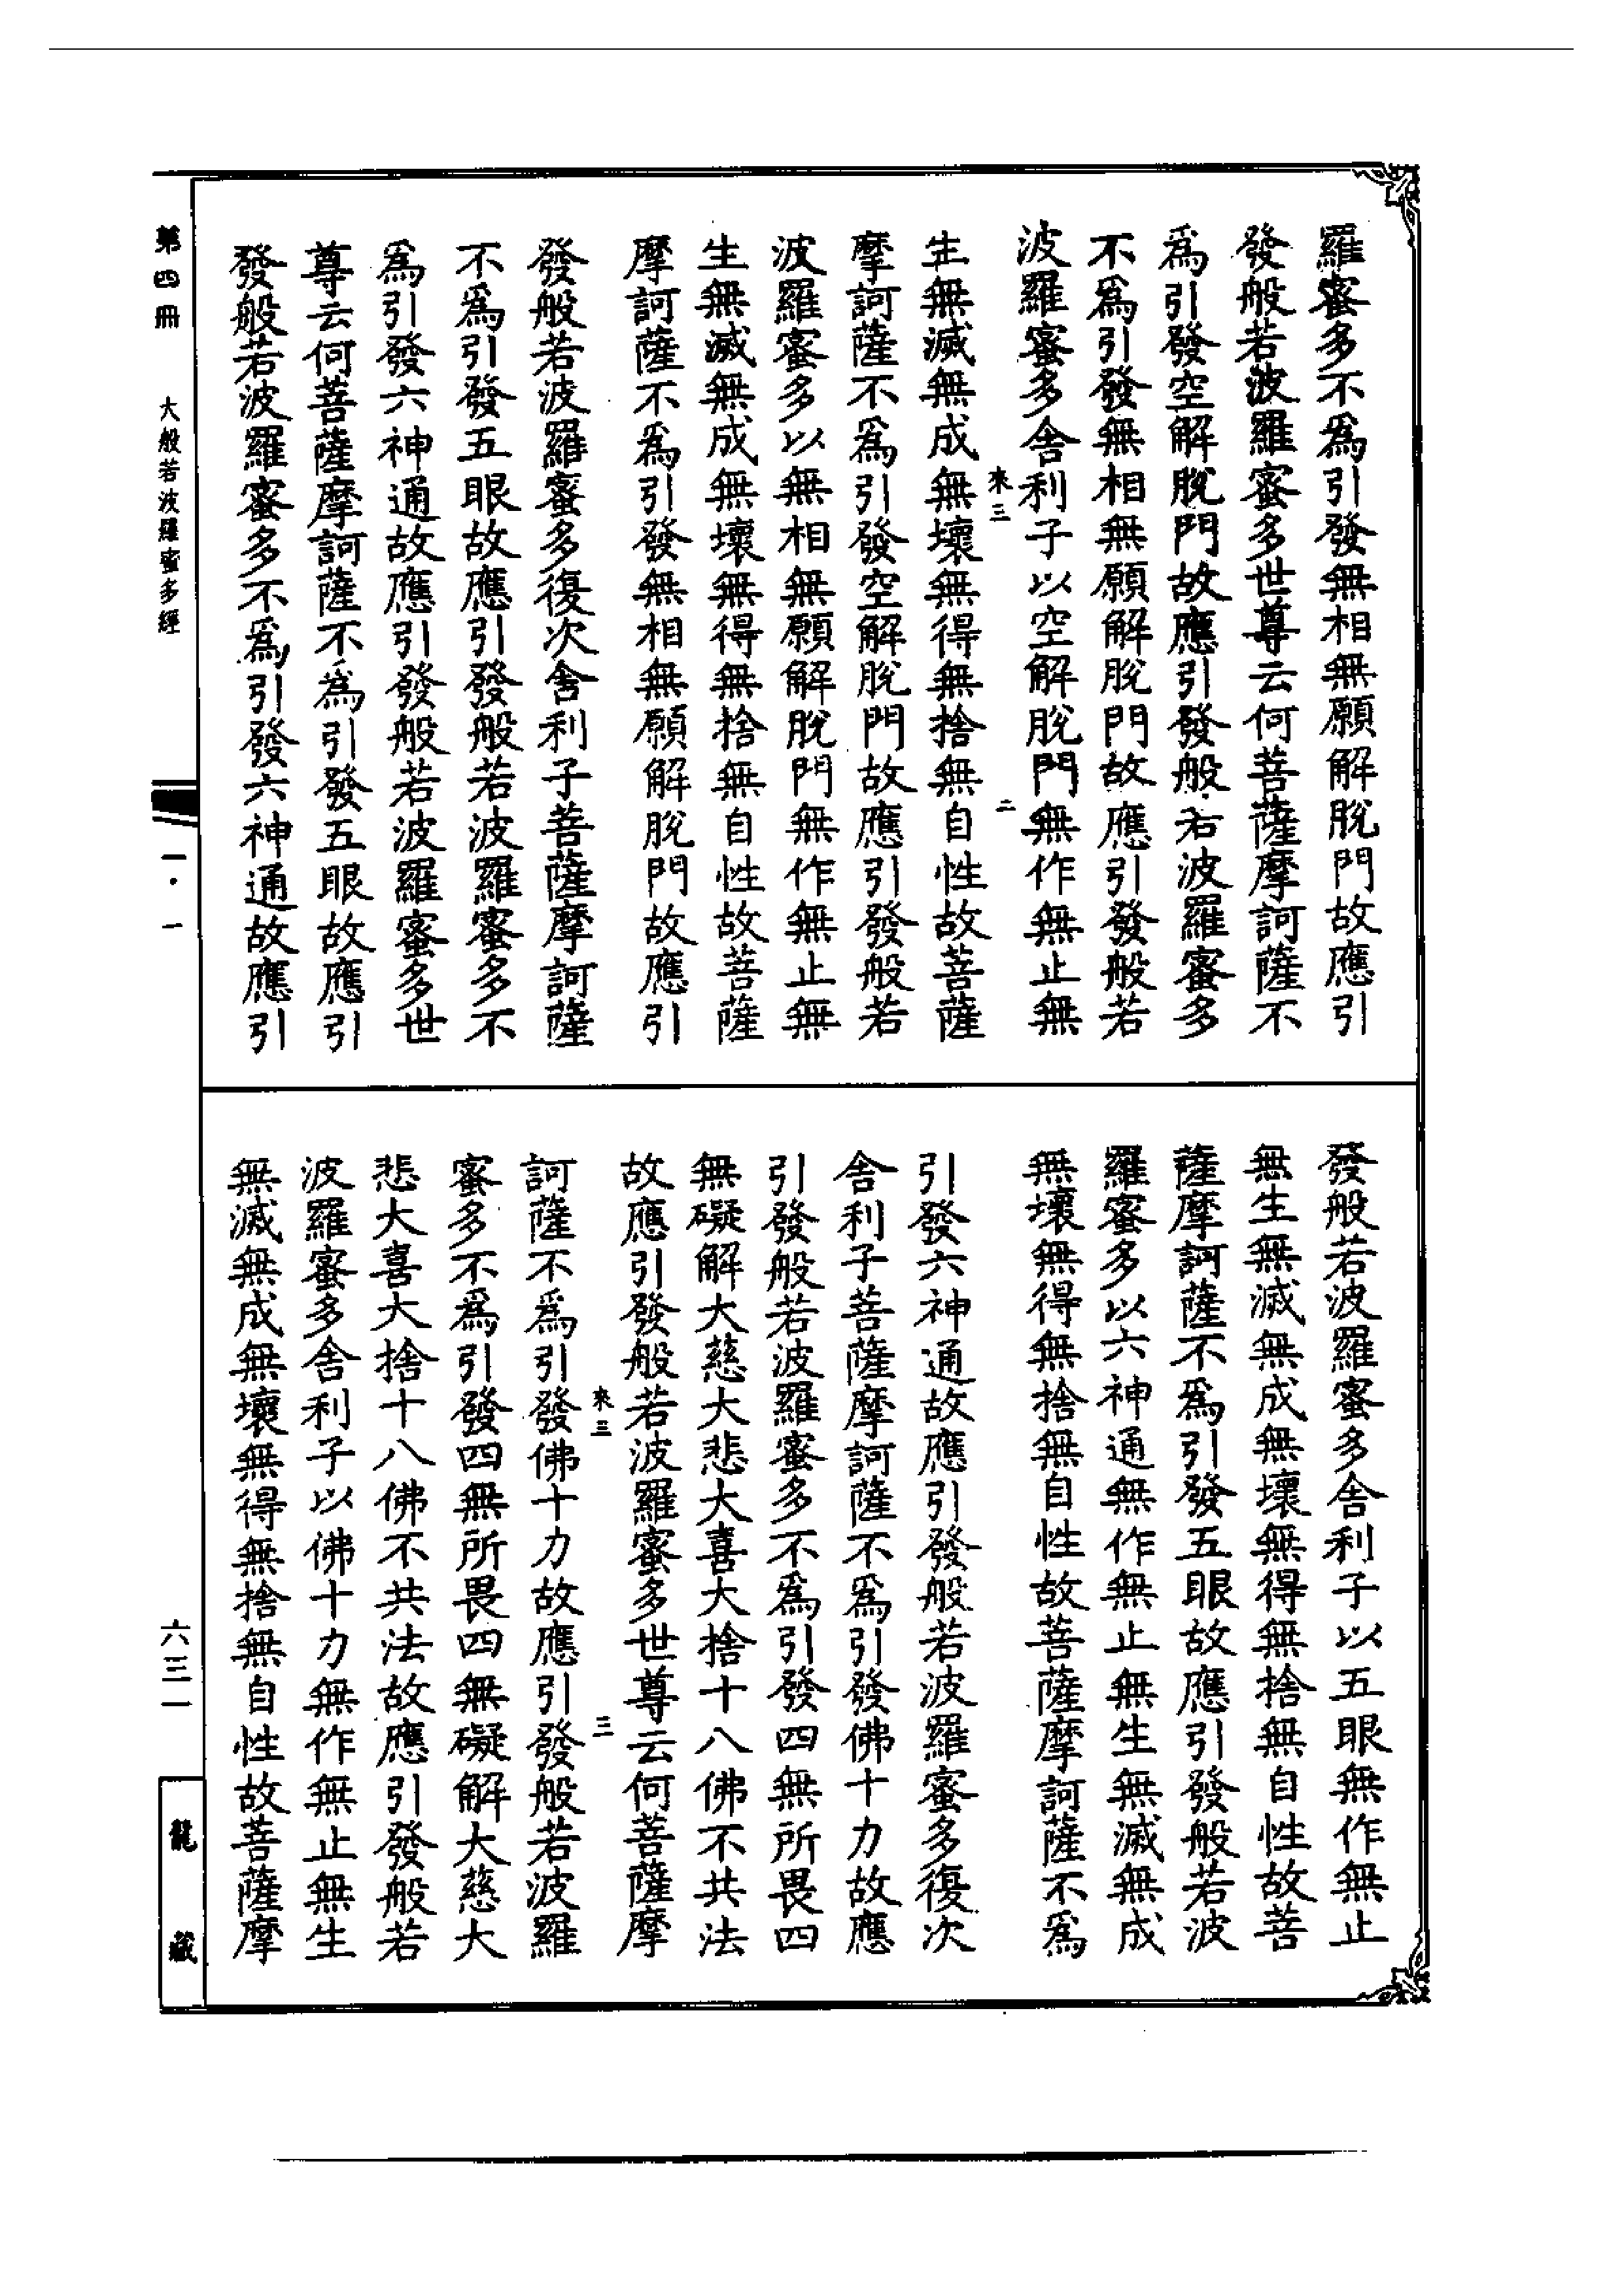 羅蜜多不爲引發無相無願解脫門故應引
發般若波羅蜜多世尊云何菩薩摩訶薩不
爲引發空解脫門故應引發般若波羅蜜多
不爲引發無相無願解脫門故應引發般若
波羅蜜多舍利子以空解脫門無作無止無
來三
二
生無滅無成無壞無得無捨無自性故菩薩
摩訶薩不爲引發空解脫門故應引發般若
波羅蜜多以無相無願解脫門無作無止無
生無滅無成無壞無得無捨無自性故菩薩
摩訶薩不爲引發無相無願解脫門故應引
發般若波羅蜜多復次舍利子菩薩摩訶薩
不爲引發五眼故應引發般若波羅蜜多不
爲引發六神通故應引發般若波羅蜜多世
尊云何菩薩摩訶薩不爲引發五眼故應引
發般若波羅蜜多不爲引發六神通故應引
發般若波羅蜜多舍利子以五眼無作無止
無生無滅無成無壞無得無捨無自性故菩
薩摩訶薩不爲引發五眼故應引發般若波
羅蜜多以六神通無作無止無生無滅無成
無壞無得無捨無自性故菩薩摩訶薩不爲
引發六神通故應引發般若波羅蜜多復次
舍利子菩薩摩訶薩不爲引發佛十力故應
引發般若波羅蜜多不爲引發四無所畏四
無礙解大慈大悲大喜大捨十八佛不共法
故應引發般若波羅蜜多世尊云何菩薩摩
來三
三
訶薩不爲引發佛十力故應引發般若波羅
蜜多不爲引發四無所畏四無礙解大慈大
悲大喜大捨十八佛不共法故應引發般若
波羅蜜多舍利子以佛十力無作無止無生
無滅無成無壞無得無捨無自性故菩薩摩
第四冊 大般若波羅蜜多經 一·一 六三一 龍藏